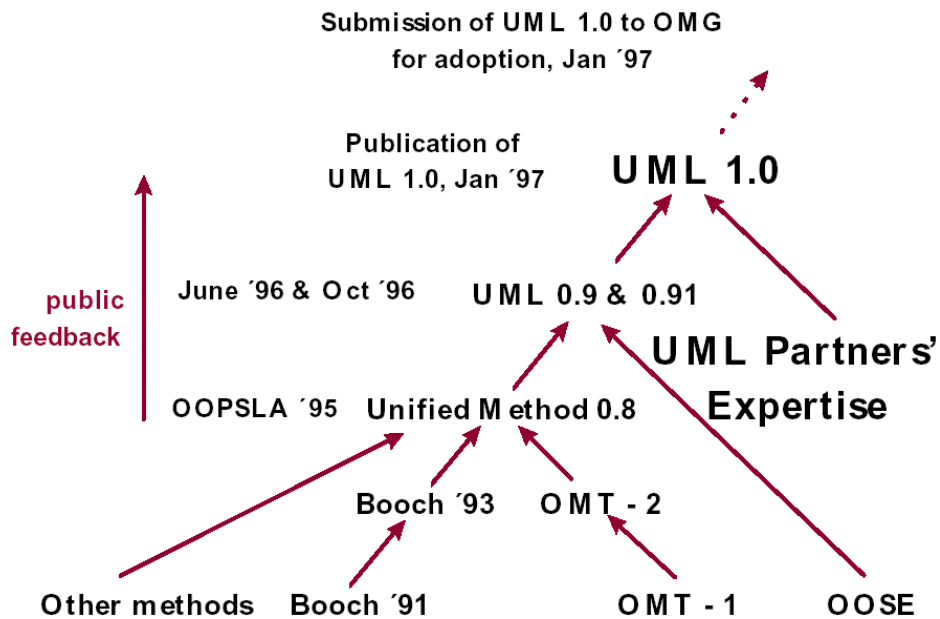 Submission of UML 1.0 to OMG
for adoption, Jan ´97
Publication of
UML 1.0, Jan ´97
UML 1.0
public
feedback
June ´96 & Oct ´96
UML 0.9 & 0.91
UML Partners’
Expertise
OOPSLA ´95
Unified Method 0.8
Booch ´93
OMT - 2
Other methods
Booch ´91
OMT - 1
OOSE